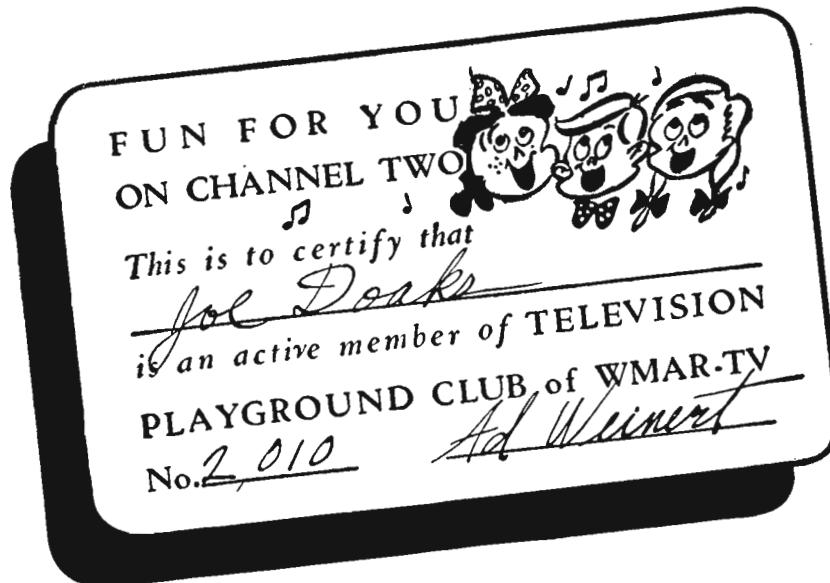 FUN FOR YOU
ON CHANNEL TWO
This is to certify that
Joe Doaks
is an active member of TELEVISION
PLAYGROUND CLUB of WMAR-TV
No. 2,010 Ad Weinert